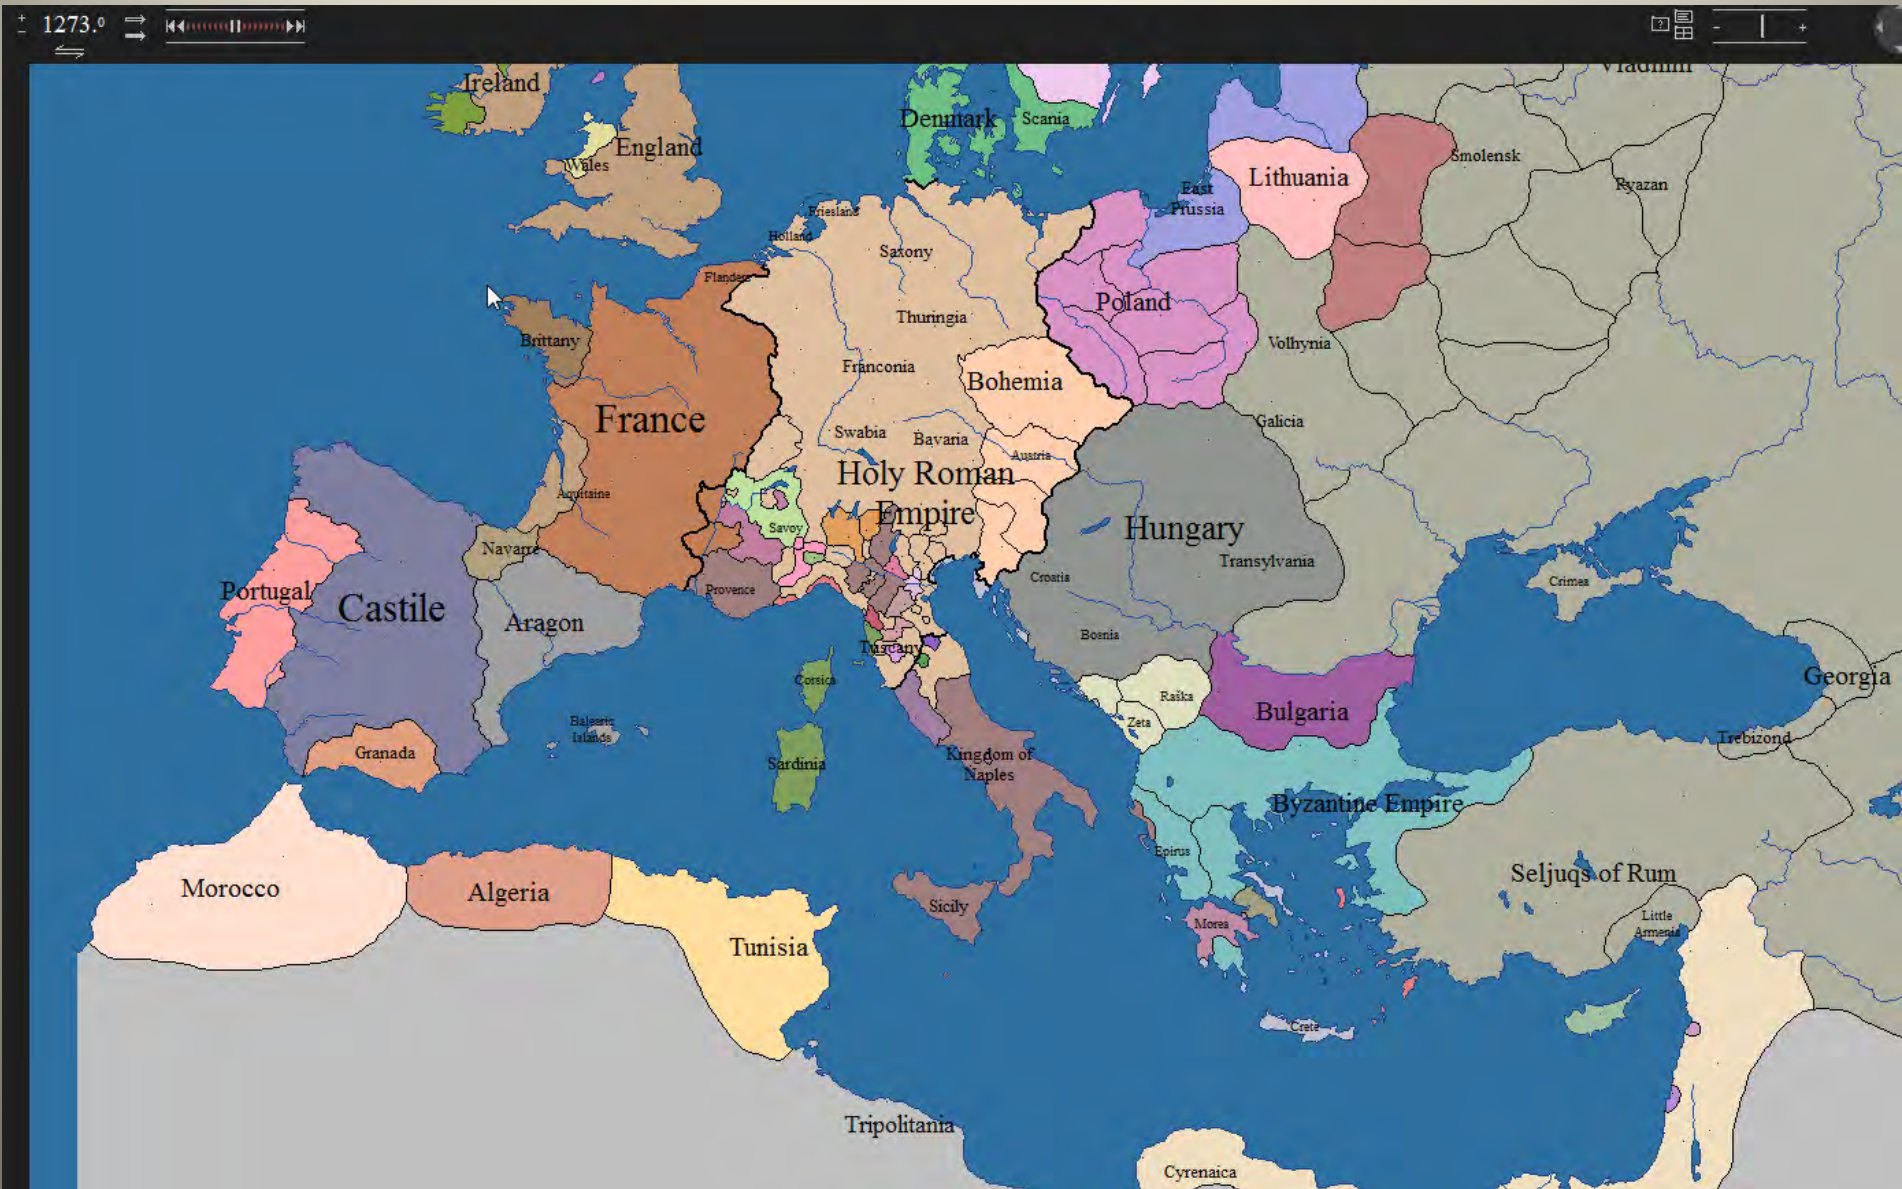 1273.0
Vladimir
Ireland
Denmark
Scania
England
Wales
Smolensk
Lithuania
Ryazan
East
Prussia
Friesland
Holland
Saxony
Flanders
Poland
Thuringia
Brittany
Volhynia
Franconia
Bohemia
France
Swabia
Bavaria
Galicia
Austria
Holy Roman
Empire
Aquitaine
Savoy
Hungary
Navarre
Transylvania
Croatia
Crimea
Portugal
Provence
Castile
Aragon
Bosnia
Tuscany
Georgia
Corsica
Raška
Bulgaria
Zeta
Balearic
Islands
Trebizond
Granada
Sardinia
Kingdom of
Naples
Byzantine Empire
Epirus
Seljuqs of Rum
Morocco
Algeria
Sicily
Morea
Little
Armenia
Tunisia
Crete
Tripolitania
Cyrenaica